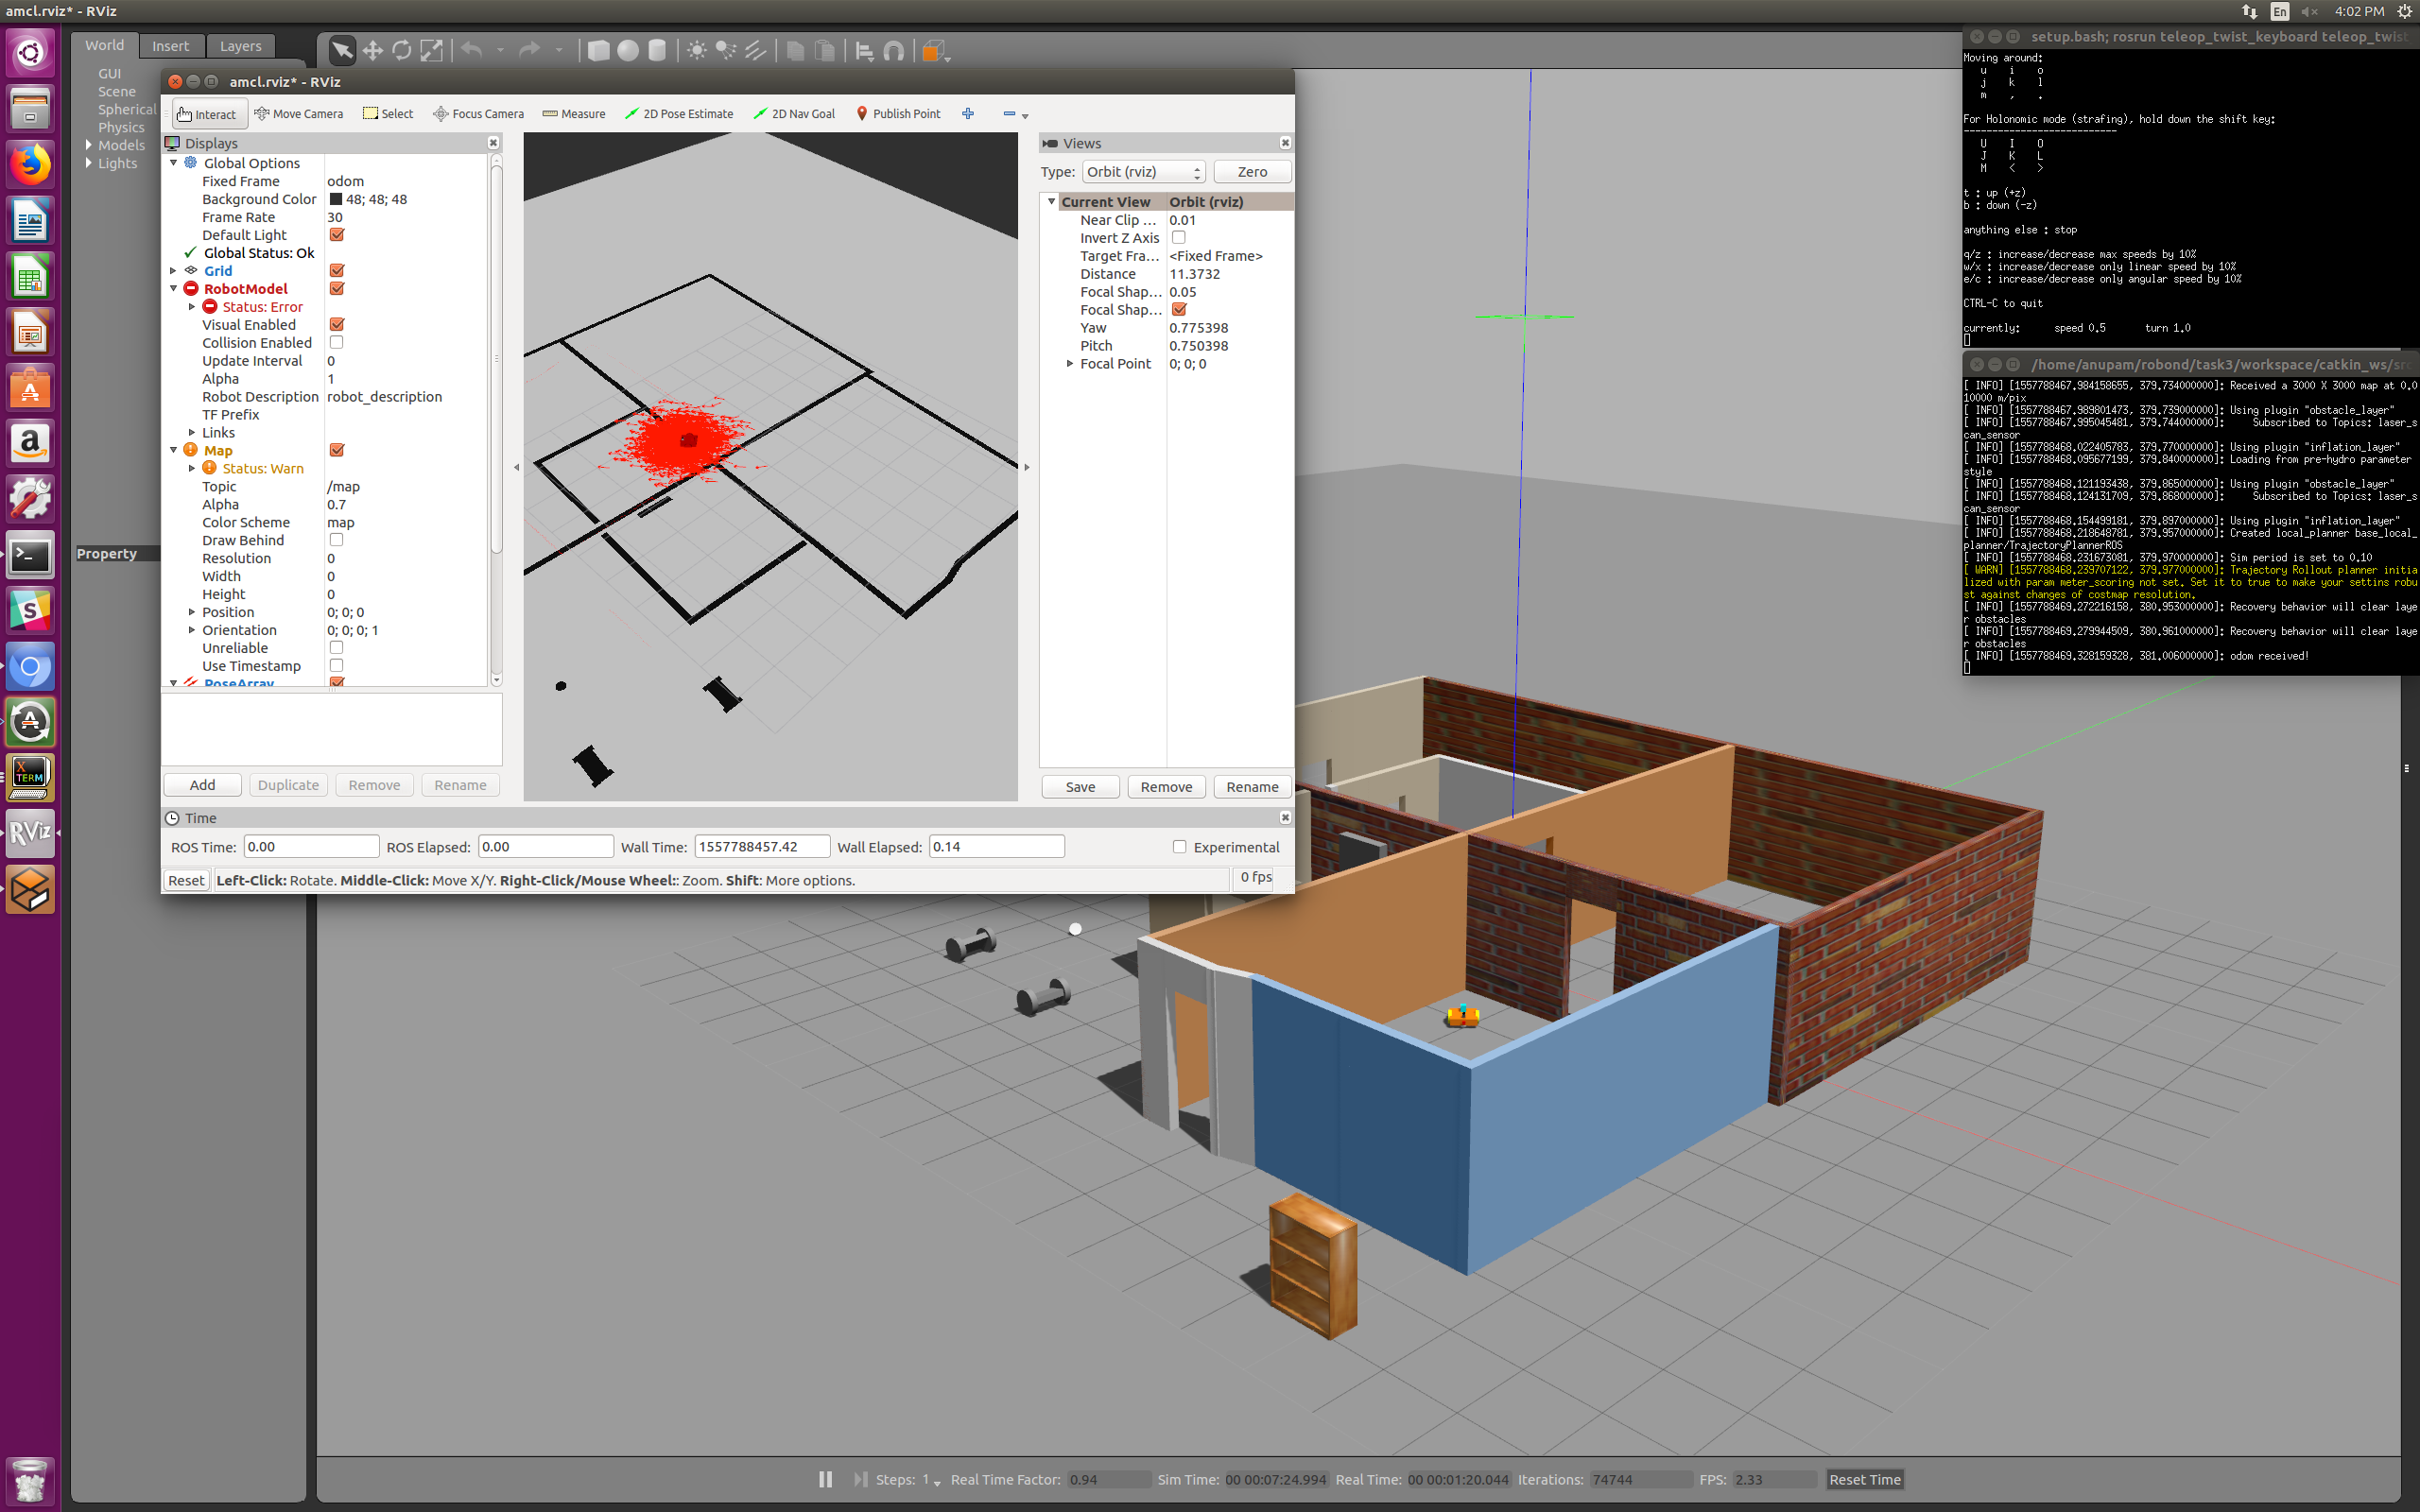 amcl.rviz* - RViz
En
4:02 PM
World
Insert
Layers
GUI
Scene
Spherical
Physics
Models
Lights
Property
amcl.rviz* - RViz
Interact
Move Camera
Select
Focus Camera
Measure
2D Pose Estimate
2D Nav Goal
Publish Point
Displays
Global Options
Fixed Frame odom
Background Color 48; 48; 48
Frame Rate 30
Default Light
Global Status: Ok
Grid
RobotModel
Status: Error
Visual Enabled
Collision Enabled
Update Interval 0
Alpha 1
Robot Description robot_description
TF Prefix
Links
Map
Status: Warn
Topic /map
Alpha 0.7
Color Scheme map
Draw Behind
Resolution 0
Width 0
Height 0
Position 0; 0; 0
Orientation 0; 0; 0; 1
Unreliable
Use Timestamp
PoseArray
Add
Duplicate
Remove
Rename
Views
Type: Orbit (rviz)
Zero
Current View Orbit (rviz)
Near Clip ... 0.01
Invert Z Axis
Target Fra... <Fixed Frame>
Distance 11.3732
Focal Shap... 0.05
Focal Shap...
Yaw 0.775398
Pitch 0.750398
Focal Point 0; 0; 0
Save
Remove
Rename
Time
ROS Time: 0.00
ROS Elapsed: 0.00
Wall Time: 1557788457.42
Wall Elapsed: 0.14
Experimental
Reset
Left-Click: Rotate. Middle-Click: Move X/Y. Right-Click/Mouse Wheel:: Zoom. Shift: More options.
0 fps
setup.bash; rosrun teleop_twist_keyboard teleop_twist
Moving around:
u i o
j k l
m , .
For Holonomic mode (strafing), hold down the shift key:
---------------------------
U I O
J K L
M < >
t : up (+z)
b : down (-z)
anything else : stop
q/z : increase/decrease max speeds by 10%
w/x : increase/decrease only linear speed by 10%
e/c : increase/decrease only angular speed by 10%
CTRL-C to quit
currently: speed 0.5 turn 1.0
/home/anupam/robond/task3/workspace/catkin_ws/src
[ INFO] [1557788467.984158655, 379.734000000]: Received a 3000 X 3000 map at 0.0
10000 m/pix
[ INFO] [1557788467.989801473, 379.739000000]: Using plugin "obstacle_layer"
[ INFO] [1557788467.995045481, 379.744000000]: Subscribed to Topics: laser_s
can_sensor
[ INFO] [1557788468.022405783, 379.770000000]: Using plugin "inflation_layer"
[ INFO] [1557788468.095677199, 379.840000000]: Loading from pre-hydro parameter
style
[ INFO] [1557788468.121193438, 379.865000000]: Using plugin "obstacle_layer"
[ INFO] [1557788468.124131709, 379.868000000]: Subscribed to Topics: laser_s
can_sensor
[ INFO] [1557788468.154499181, 379.897000000]: Using plugin "inflation_layer"
[ INFO] [1557788468.218648781, 379.957000000]: Created local_planner base_local_
planner/TrajectoryPlannerROS
[ INFO] [1557788468.231673081, 379.970000000]: Sim period is set to 0.10
[ WARN] [1557788468.239707122, 379.977000000]: Trajectory Rollout planner initia
lized with param meter_scoring not set. Set it to true to make your settins robu
st against changes of costmap resolution.
[ INFO] [1557788469.272216158, 380.953000000]: Recovery behavior will clear laye
r obstacles
[ INFO] [1557788469.279944509, 380.961000000]: Recovery behavior will clear laye
r obstacles
[ INFO] [1557788469.328159328, 381.006000000]: odom received!
a
S
X
TERM
RViz
Steps: 1
Real Time Factor: 0.94
Sim Time: 00 00:07:24.994
Real Time: 00 00:01:20.044
Iterations: 74744
FPS: 2.33
Reset Time